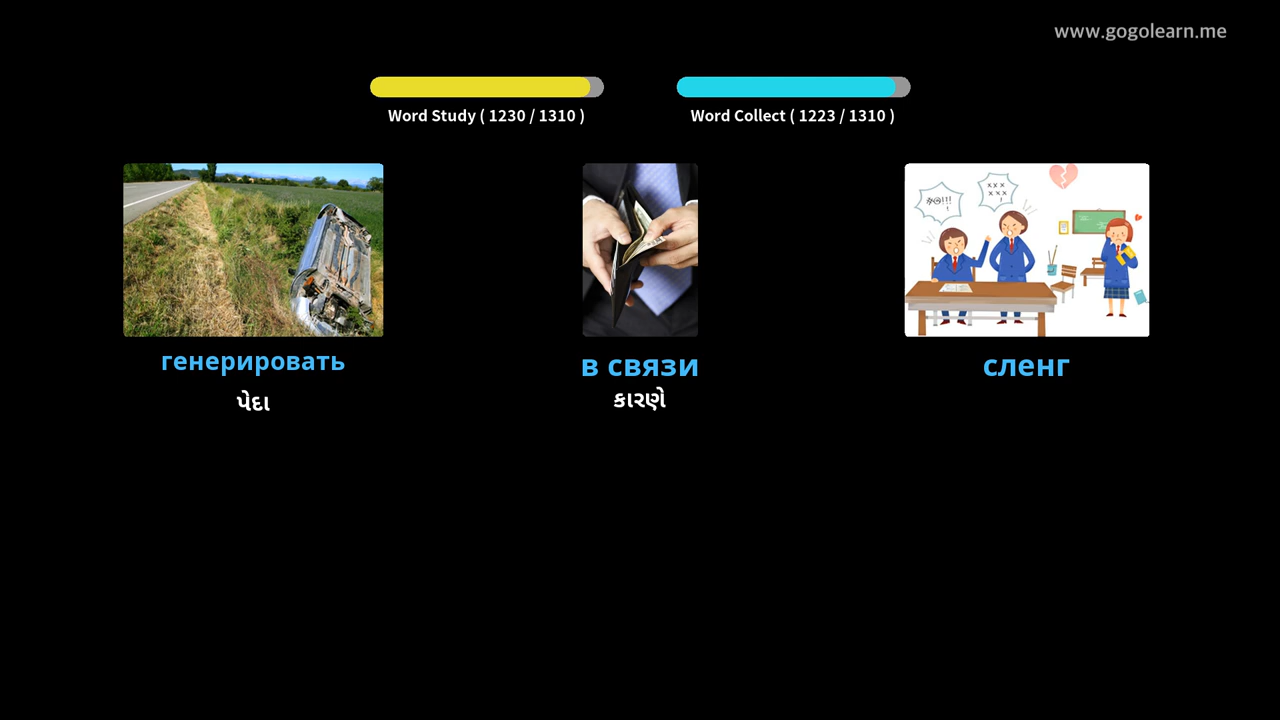 www.gogolearn.me
Word Study ( 1230 / 1310 )
Word Collect ( 1223 / 1310 )
генерировать
પેદા
в связи
કારણે
сленг